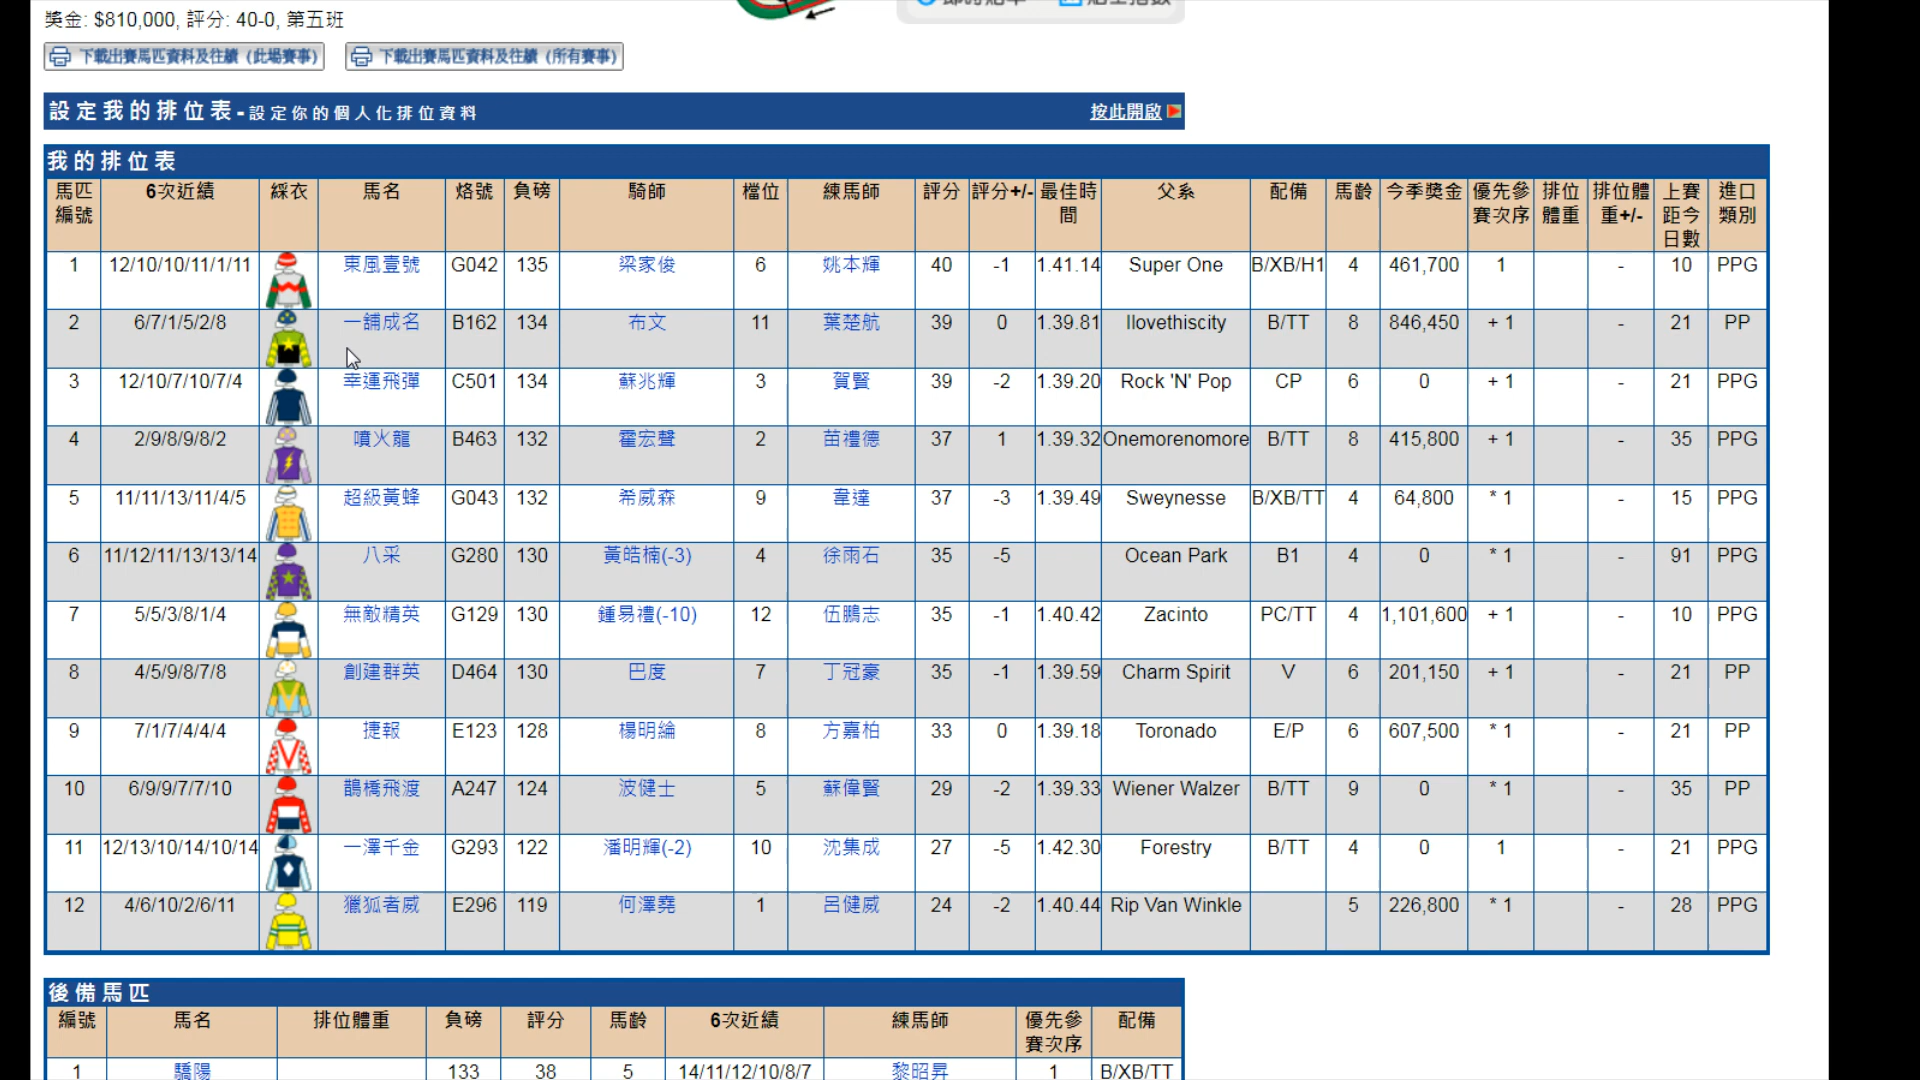 獎金: $810,000, 評分: 40-0, 第五班
下載出賽馬匹資料及往績 (此場賽事) 下載出賽馬匹資料及往績 (所有賽事)
設定我的排位表-設定你的個人化排位資料 按此開啟
我的排位表
馬匹編號 6次近績 綵衣 馬名 烙號 負磅 騎師 檔位 練馬師 評分 評分+/- 最佳時間 父系 配備 馬齡 今季獎金 優先參賽次序 排位體重 排位體重+/- 上賽距今日數 進口類別
1 12/10/10/11/1/11 東風壹號 G042 135 梁家俊 6 姚本輝 40 -1 1.41.14 Super One B/XB/H1 4 461,700 1 - 10 PPG
2 6/7/1/5/2/8 一舖成名 B162 134 布文 11 葉楚航 39 0 1.39.81 Ilovethiscity B/TT 8 846,450 + 1 - 21 PP
3 12/10/7/10/7/4 幸運飛彈 C501 134 蘇兆輝 3 賀賢 39 -2 1.39.20 Rock 'N' Pop CP 6 0 + 1 - 21 PPG
4 2/9/8/9/8/2 噴火龍 B463 132 霍宏聲 2 苗禮德 37 1 1.39.32 Onemorenomore B/TT 8 415,800 + 1 - 35 PPG
5 11/11/13/11/4/5 超級黃蜂 G043 132 希威森 9 韋達 37 -3 1.39.49 Sweynesse B/XB/TT 4 64,800 * 1 - 15 PPG
6 11/12/11/13/13/14 八采 G280 130 黃皓楠(-3) 4 徐雨石 35 -5 Ocean Park B1 4 0 * 1 - 91 PPG
7 5/5/3/8/1/4 無敵精英 G129 130 鍾易禮(-10) 12 伍鵬志 35 -1 1.40.42 Zacinto PC/TT 4 1,101,600 + 1 - 10 PPG
8 4/5/9/8/7/8 創建群英 D464 130 巴度 7 丁冠豪 35 -1 1.39.59 Charm Spirit V 6 201,150 + 1 - 21 PP
9 7/1/7/4/4/4 捷報 E123 128 楊明綸 8 方嘉柏 33 0 1.39.18 Toronado E/P 6 607,500 * 1 - 21 PP
10 6/9/9/7/7/10 鵲橋飛渡 A247 124 波健士 5 蘇偉賢 29 -2 1.39.33 Wiener Walzer B/TT 9 0 * 1 - 35 PP
11 12/13/10/14/10/14 一澤千金 G293 122 潘明輝(-2) 10 沈集成 27 -5 1.42.30 Forestry B/TT 4 0 1 - 21 PPG
12 4/6/10/2/6/11 獵狐者威 E296 119 何澤堯 1 呂健威 24 -2 1.40.44 Rip Van Winkle 5 226,800 * 1 - 28 PPG
後備馬匹
編號 馬名 排位體重 負磅 評分 馬齡 6次近績 練馬師 優先參賽次序 配備
1 驕陽 133 38 5 14/11/12/10/8/7 黎昭昇 1 B/XB/TT